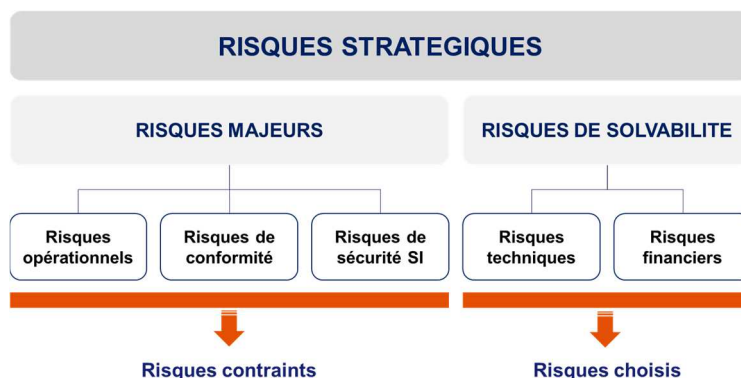 RISQUES STRATEGIQUES
RISQUES MAJEURS
RISQUES DE SOLVABILITE
Risques
opérationnels
Risques de
conformité
Risques de
sécurité SI
Risques
techniques
Risques
financiers
Risques contraints
Risques choisis